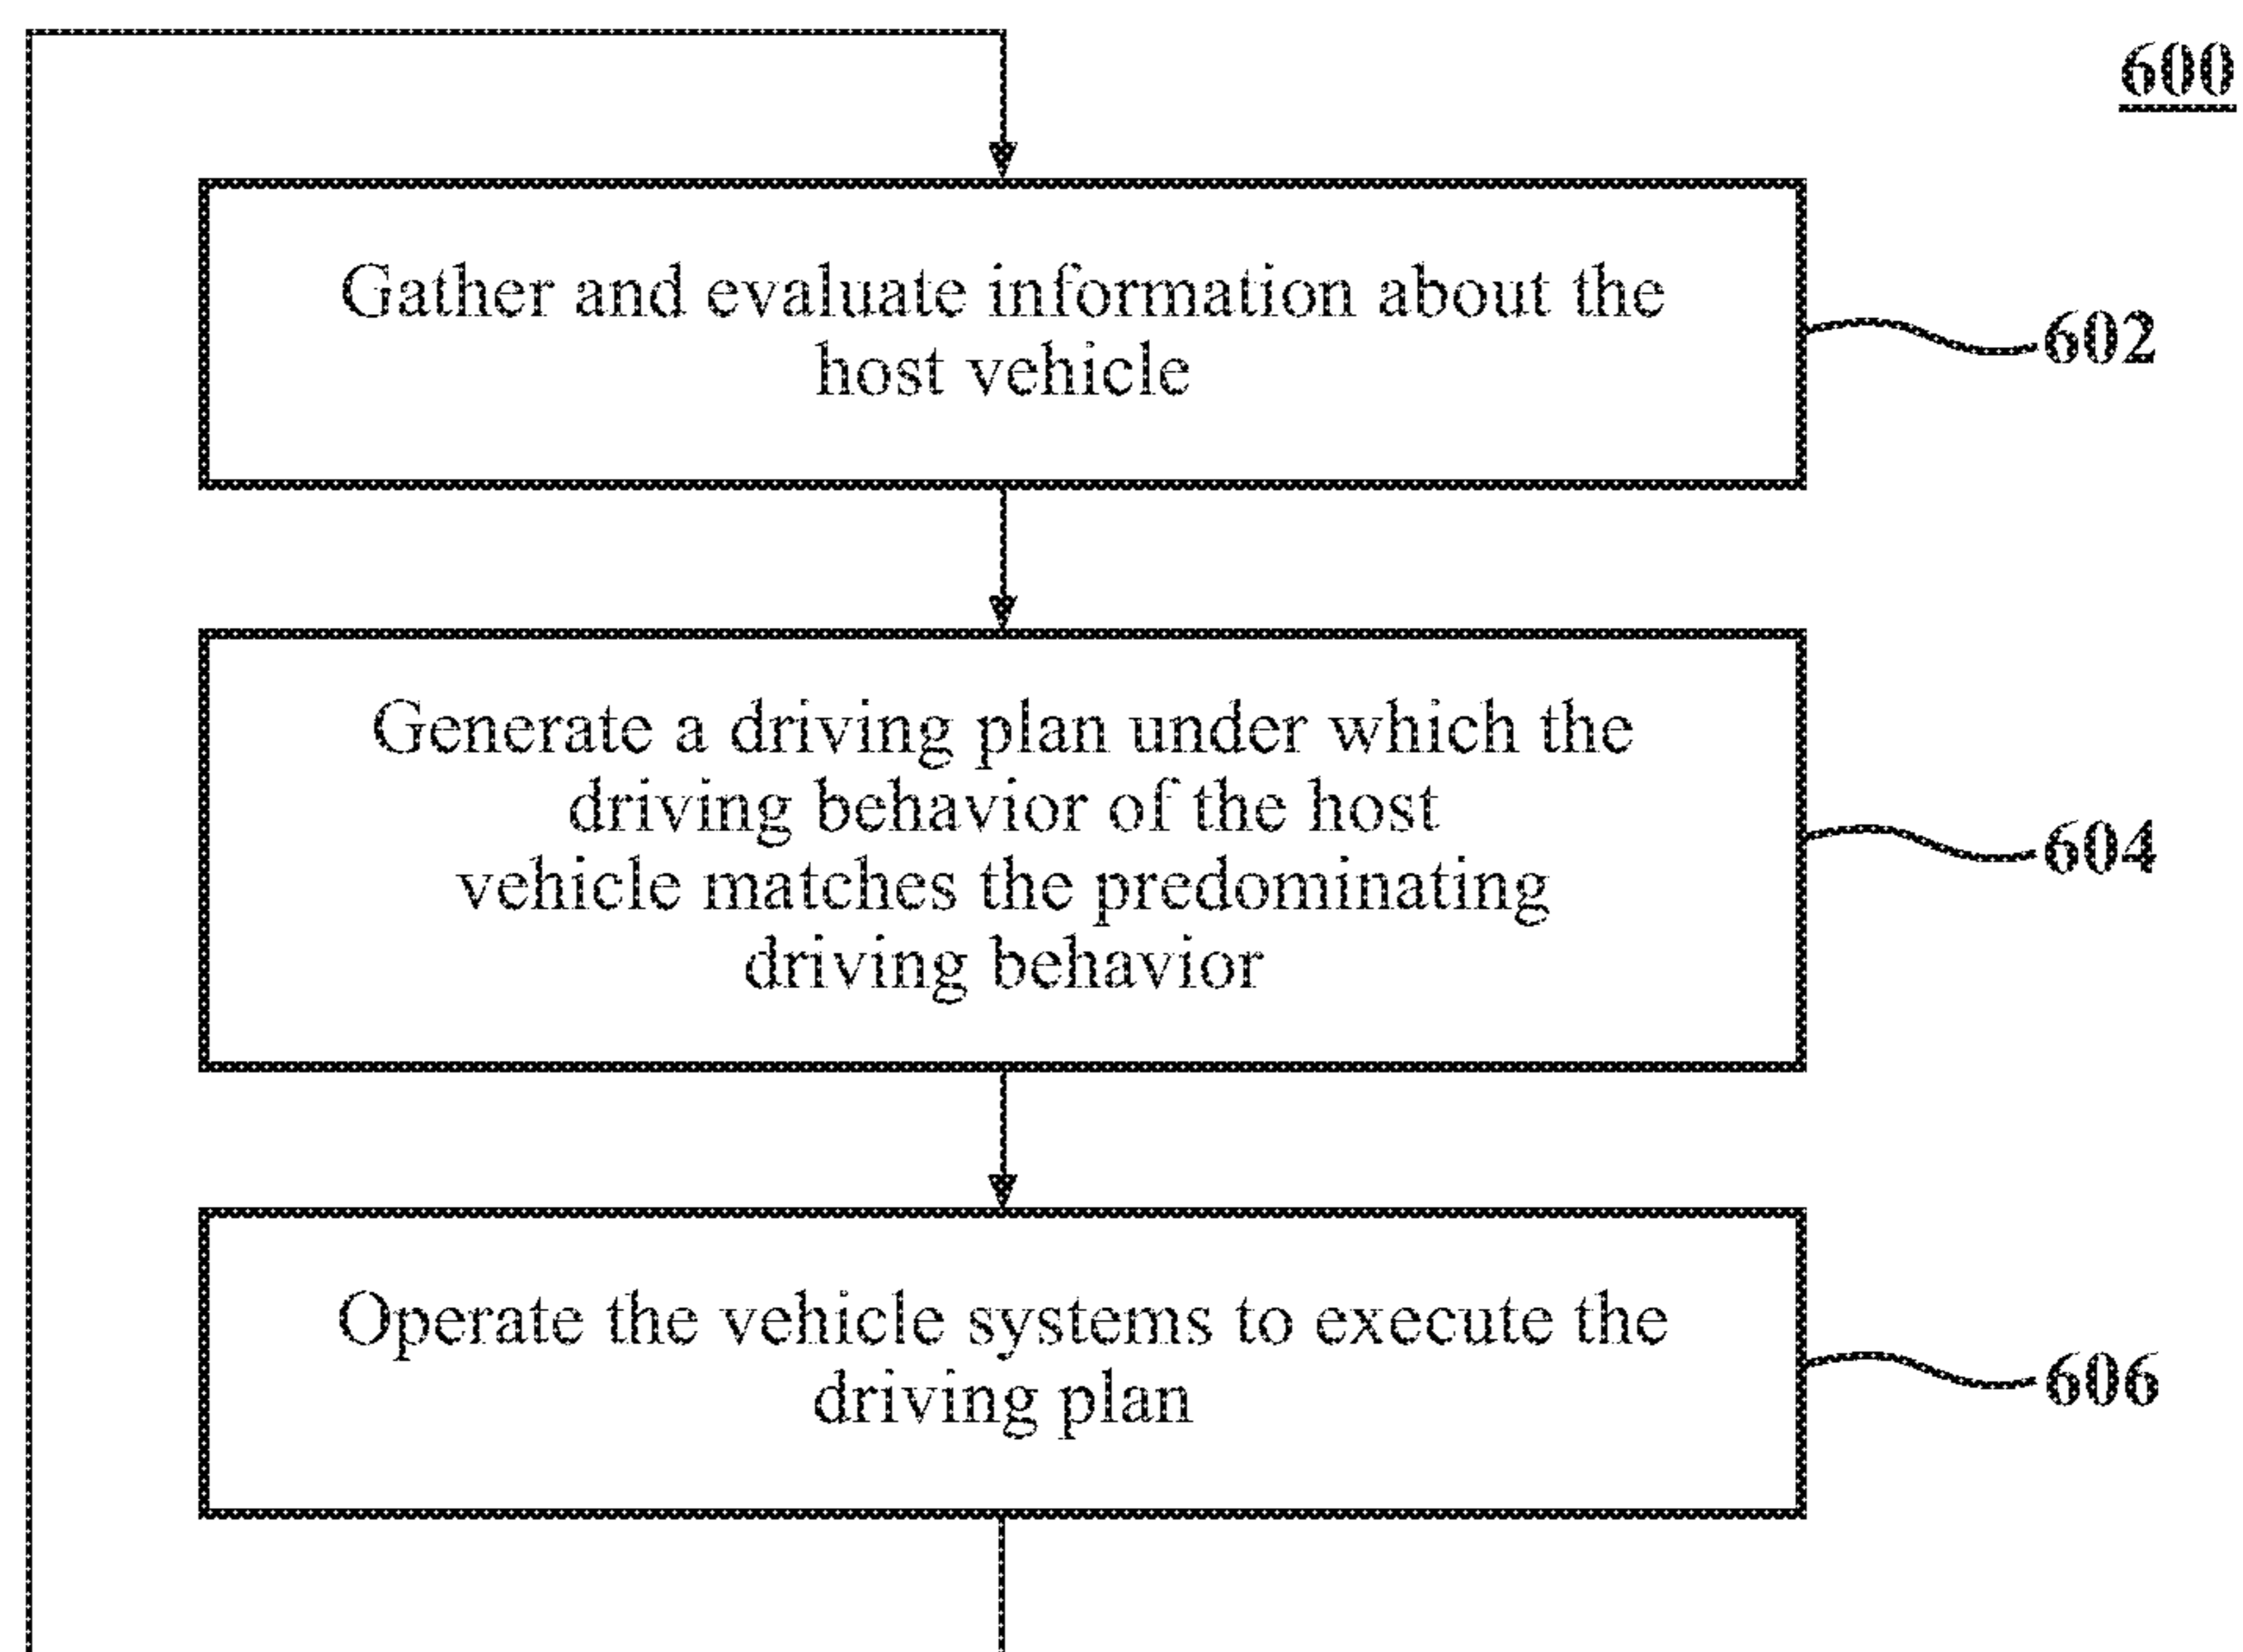 600
Gather and evaluate information about the
host vehicle
602
Generate a driving plan under which the
driving behavior of the host
vehicle matches the predominating
driving behavior
604
Operate the vehicle systems to execute the
driving plan
606